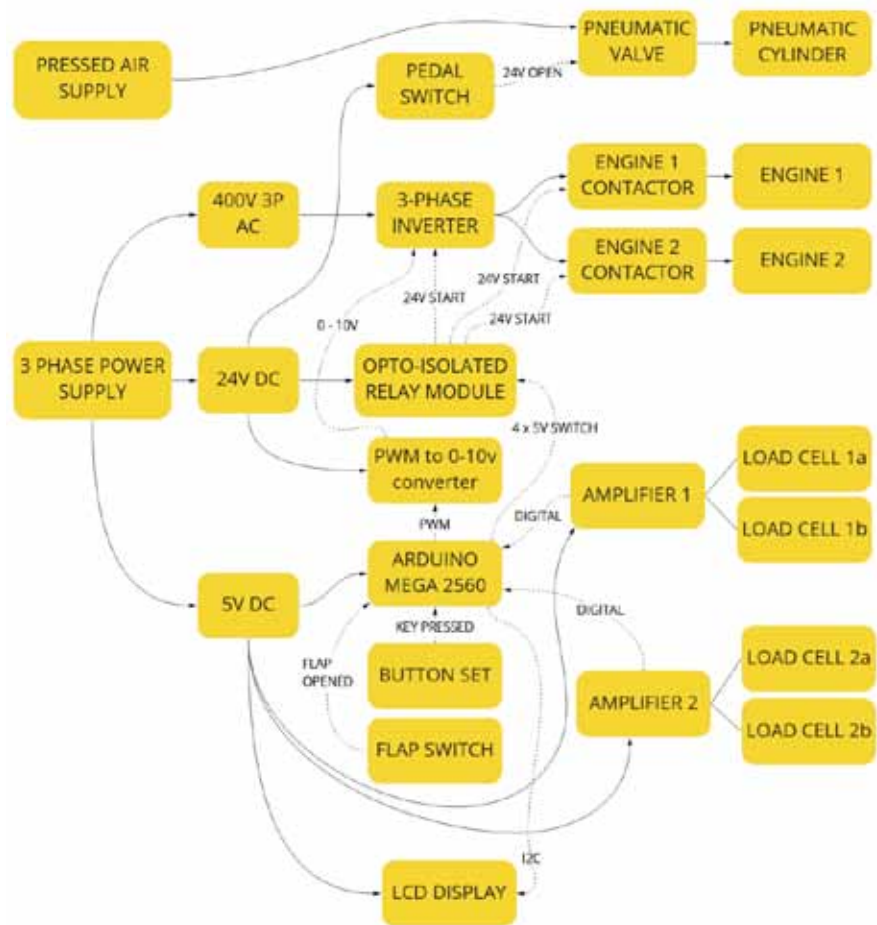 PRESSED AIR
SUPPLY
PEDAL
SWITCH
24V OPEN
PNEUMATIC
VALVE
PNEUMATIC
CYLINDER
400V 3P
AC
3-PHASE
INVERTER
ENGINE 1
CONTACTOR
ENGINE 1
ENGINE 2
CONTACTOR
ENGINE 2
24V START
24V START
24V START
0 - 10V
3 PHASE POWER
SUPPLY
24V DC
OPTO-ISOLATED
RELAY MODULE
4 x 5V SWITCH
PWM to 0-10v
converter
PWM
DIGITAL
AMPLIFIER 1
LOAD CELL 1a
LOAD CELL 1b
5V DC
ARDUINO
MEGA 2560
DIGITAL
KEY PRESSED
FLAP
OPENED
BUTTON SET
FLAP SWITCH
AMPLIFIER 2
LOAD CELL 2a
LOAD CELL 2b
I2C
LCD DISPLAY